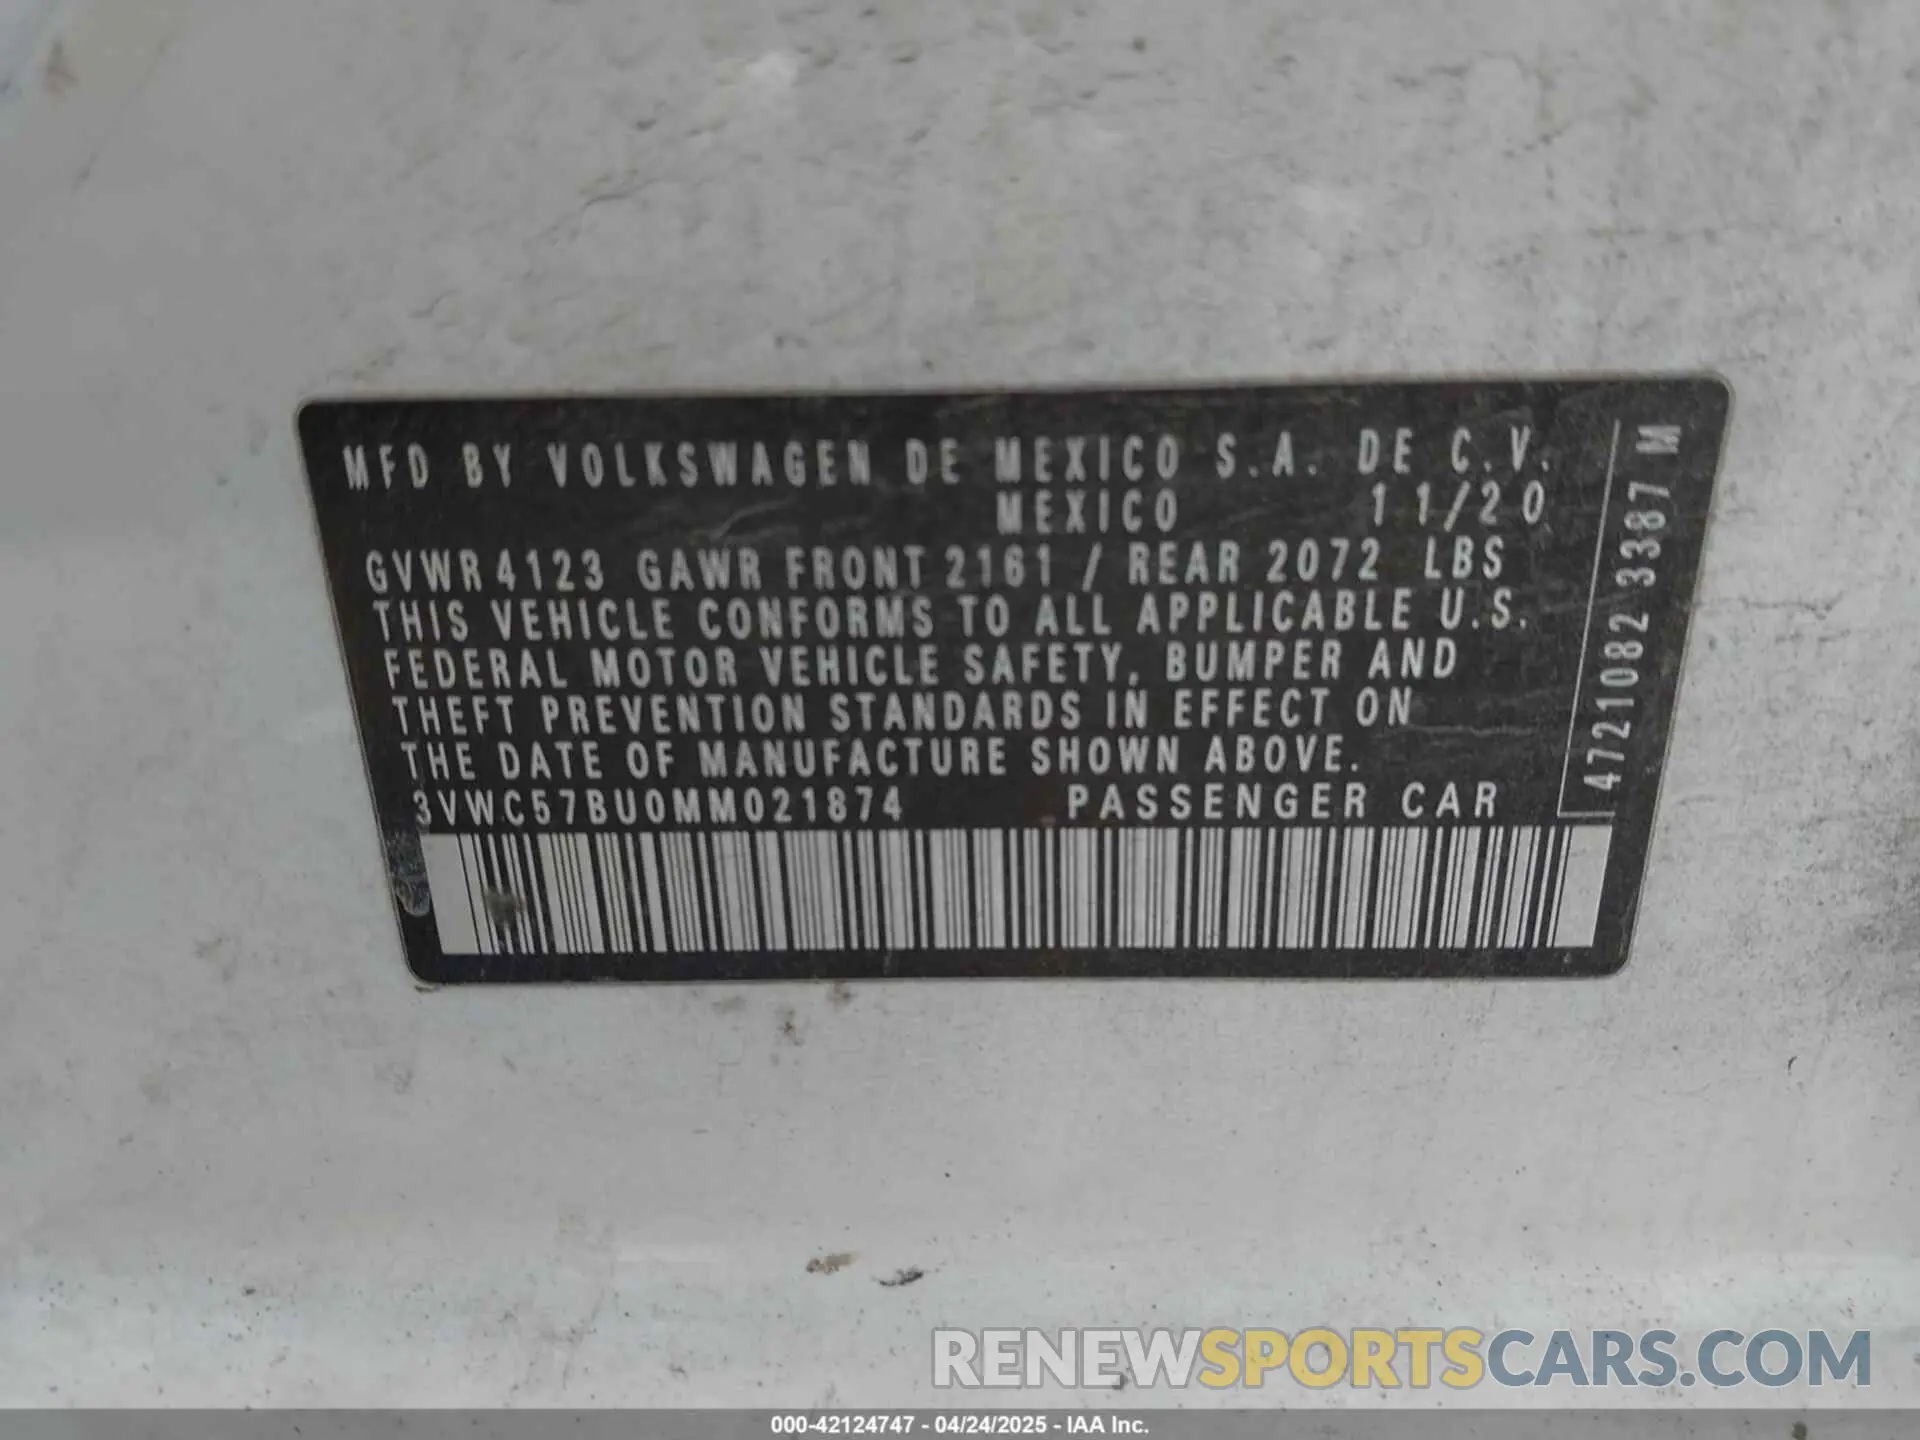 MFD BY VOLKSWAGEN DE MEXICO S.A. DE C.V.
MEXICO 11/20
GVWR 4123 GAWR FRONT 2161 / REAR 2072 LBS
THIS VEHICLE CONFORMS TO ALL APPLICABLE U.S.
FEDERAL MOTOR VEHICLE SAFETY, BUMPER AND
THEFT PREVENTION STANDARDS IN EFFECT ON
THE DATE OF MANUFACTURE SHOWN ABOVE.
3VWC57BU0MM021874 PASSENGER CAR
4721082 3387 M
RENEWSPORTSCARS.COM
000-42124747 - 04/24/2025 - IAA Inc.